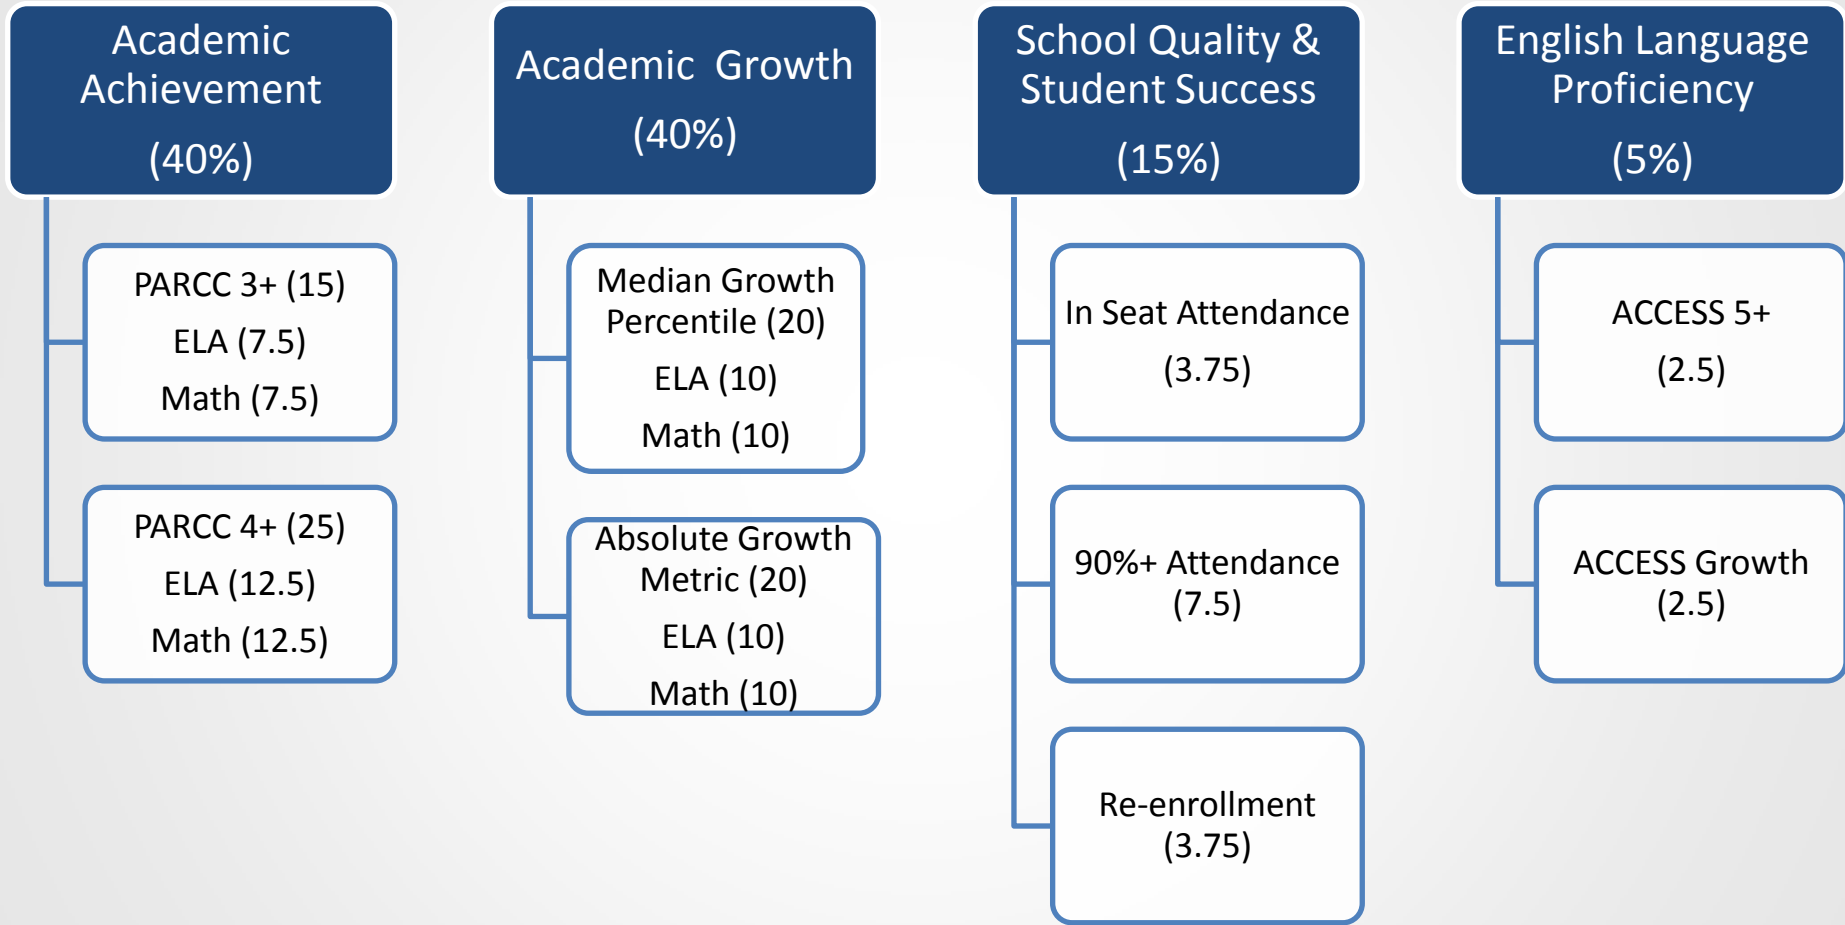 Academic
Achievement
(40%)
PARCC 3+ (15)
ELA (7.5)
Math (7.5)
PARCC 4+ (25)
ELA (12.5)
Math (12.5)
Academic Growth
(40%)
Median Growth
Percentile (20)
ELA (10)
Math (10)
Absolute Growth
Metric (20)
ELA (10)
Math (10)
School Quality &
Student Success
(15%)
In Seat Attendance
(3.75)
90%+ Attendance
(7.5)
Re-enrollment
(3.75)
English Language
Proficiency
(5%)
ACCESS 5+
(2.5)
ACCESS Growth
(2.5)